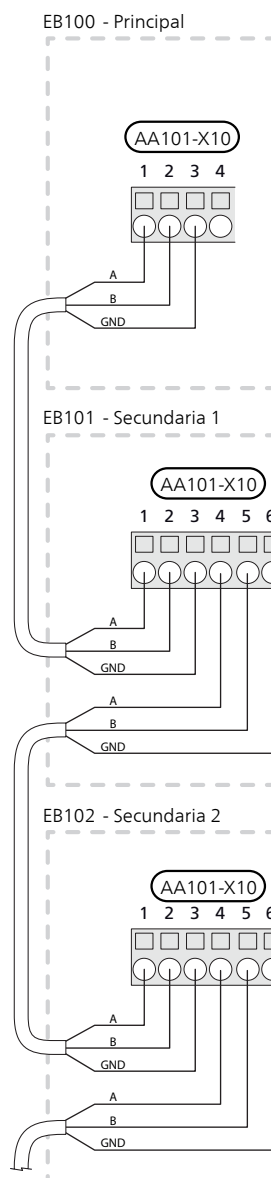 EB100 - Principal
AA101-X10
1 2 3 4
A
B
GND
EB101 - Secundaria 1
AA101-X10
1 2 3 4 5 6
A
B
GND
A
B
GND
EB102 - Secundaria 2
AA101-X10
1 2 3 4 5 6
A
B
GND
A
B
GND